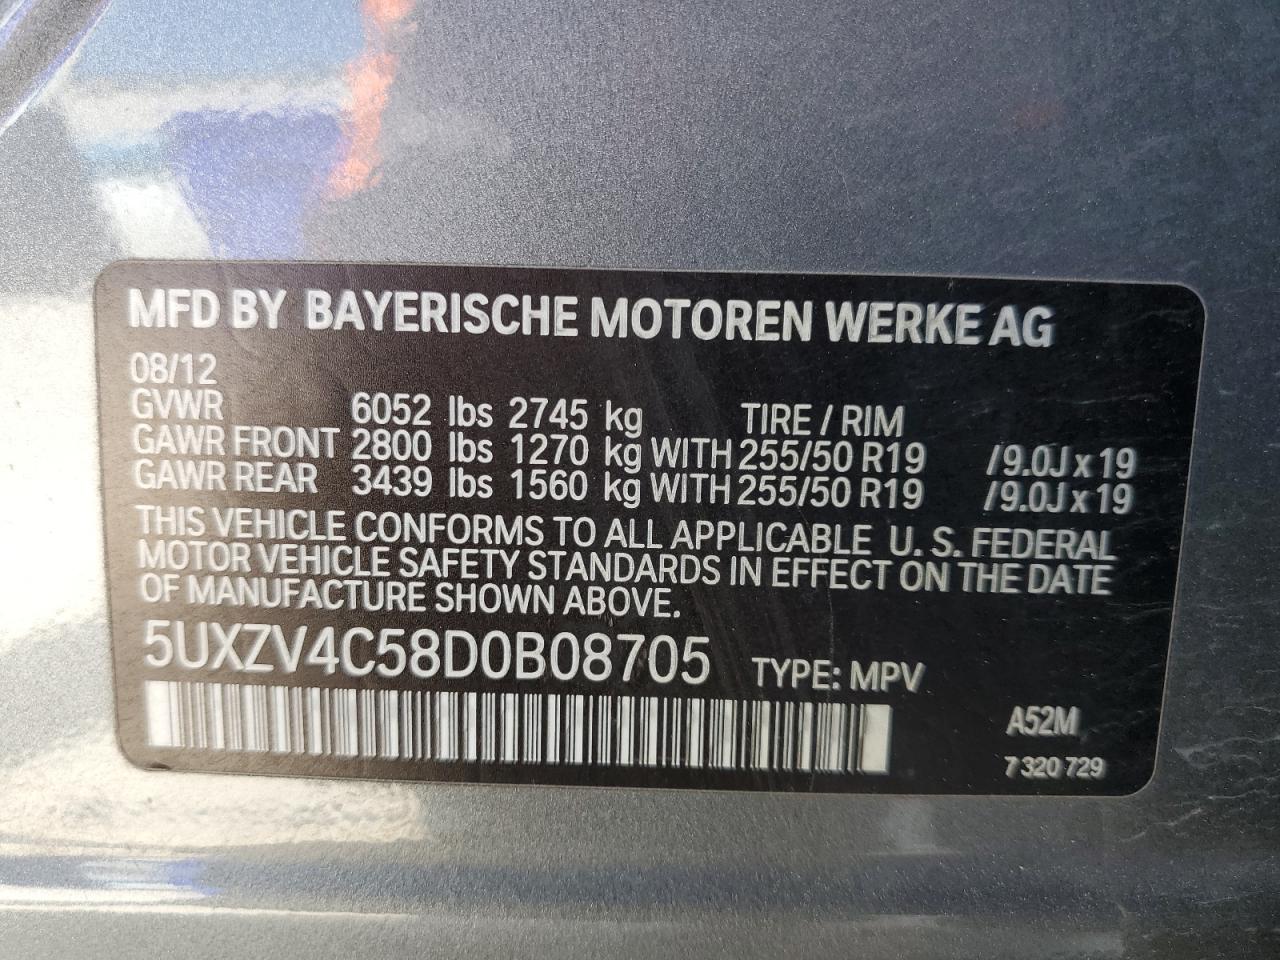 MFD BY BAYERISCHE MOTOREN WERKE AG
08/12
GVWR 6052 lbs 2745 kg TIRE / RIM
GAWR FRONT 2800 lbs 1270 kg WITH 255/50 R19 /9.0J x 19
GAWR REAR 3439 lbs 1560 kg WITH 255/50 R19 /9.0J x 19
THIS VEHICLE CONFORMS TO ALL APPLICABLE U. S. FEDERAL
MOTOR VEHICLE SAFETY STANDARDS IN EFFECT ON THE DATE
OF MANUFACTURE SHOWN ABOVE.
5UXZV4C58D0B08705 TYPE: MPV
A52M
7 320 729